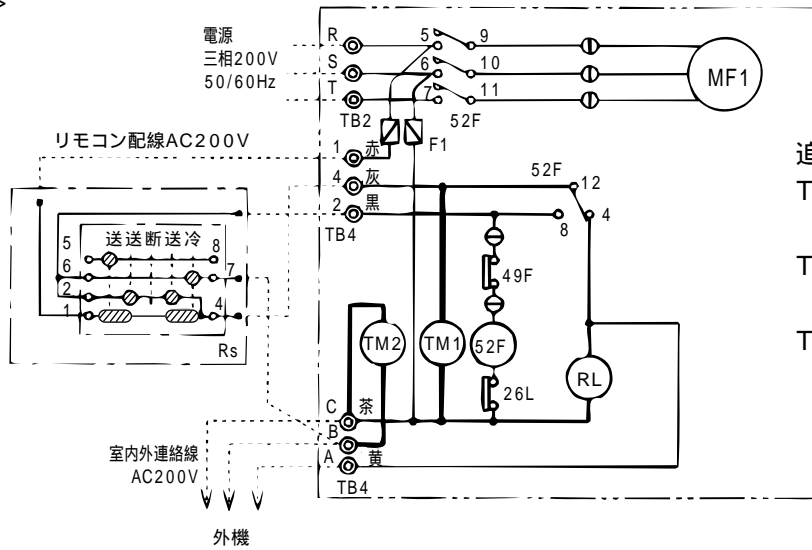 >
電源
三相200V
50/60Hz
R
S
T
TB2
5
6
7
9
10
11
52F
MF1
F1
リモコン配線AC200V
1 赤
4 灰
2 黒
TB4
52F
12
8
4
追
T
T
T
送送断送冷
5
6
2
1
8
7
4
Rs
49F
TM2
TM1
52F
RL
26L
C 茶
B
A 黄
TB4
室内外連絡線
AC200V
外機